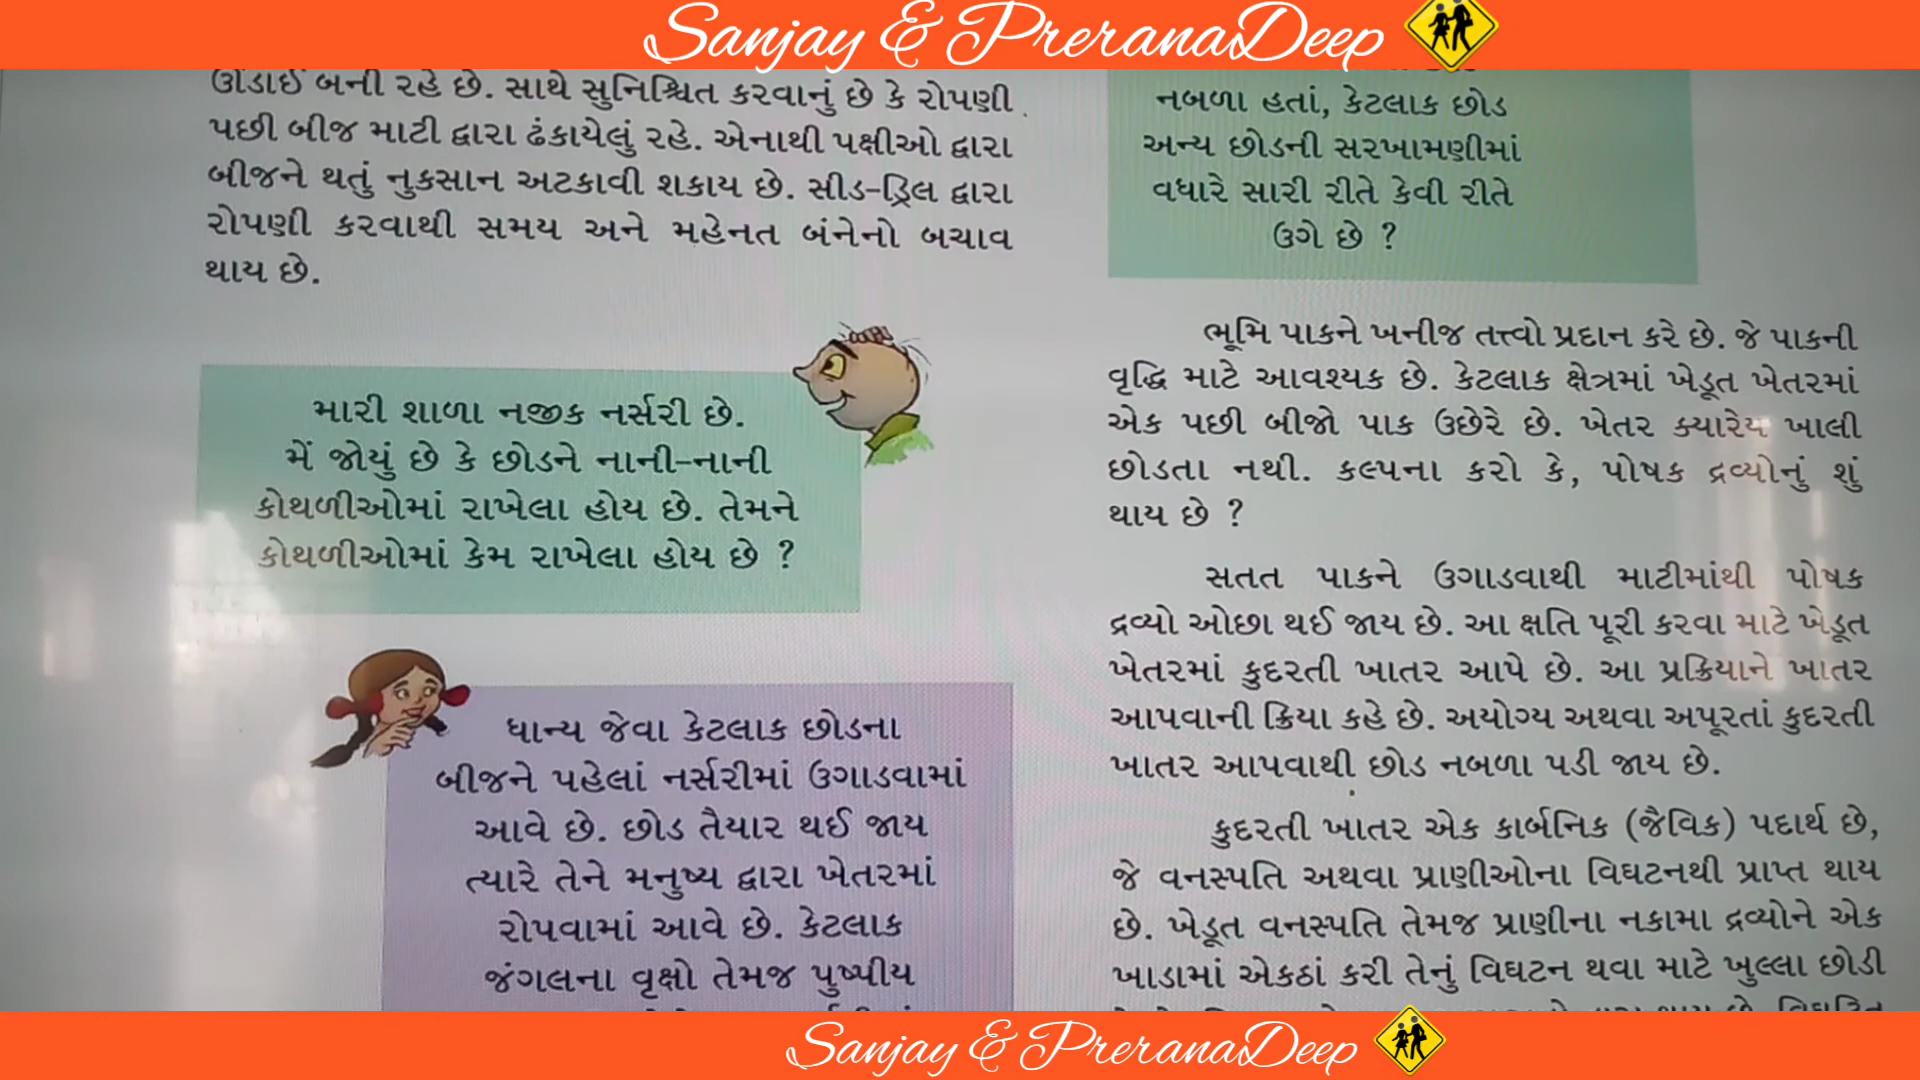 Sanjay & PreranaDeep
ઊંડાઈ બની રહે છે. સાથે સુનિશ્ચિત કરવાનું છે કે રોપણી
પછી બીજ માટી દ્વારા ઢંકાયેલું રહે. એનાથી પક્ષીઓ દ્વારા
બીજને થતું નુકસાન અટકાવી શકાય છે. સીડ-ડ્રિલ દ્વારા
રોપણી કરવાથી સમય અને મહેનત બંનેનો બચાવ
થાય છે.
મારી શાળા નજીક નર્સરી છે.
મેં જોયું છે કે છોડને નાની-નાની
કોથળીઓમાં રાખેલા હોય છે. તેમને
કોથળીઓમાં કેમ રાખેલા હોય છે ?
ધાન્ય જેવા કેટલાક છોડના
બીજને પહેલાં નર્સરીમાં ઉગાડવામાં
આવે છે. છોડ તૈયાર થઈ જાય
ત્યારે તેને મનુષ્ય દ્વારા ખેતરમાં
રોપવામાં આવે છે. કેટલાક
જંગલના વૃક્ષો તેમજ પુષ્પીય
નબળા હતાં, કેટલાક છોડ
અન્ય છોડની સરખામણીમાં
વધારે સારી રીતે કેવી રીતે
ઉગે છે ?
ભૂમિ પાકને ખનીજ તત્ત્વો પ્રદાન કરે છે. જે પાકની
વૃદ્ધિ માટે આવશ્યક છે. કેટલાક ક્ષેત્રમાં ખેડૂત ખેતરમાં
એક પછી બીજો પાક ઉછેરે છે. ખેતર ક્યારેય ખાલી
છોડતા નથી. કલ્પના કરો કે, પોષક દ્રવ્યોનું શું
થાય છે ?
સતત પાકને ઉગાડવાથી માટીમાંથી પોષક
દ્રવ્યો ઓછા થઈ જાય છે. આ ક્ષતિ પૂરી કરવા માટે ખેડૂત
ખેતરમાં કુદરતી ખાતર આપે છે. આ પ્રક્રિયાને ખાતર
આપવાની ક્રિયા કહે છે. અયોગ્ય અથવા અપૂરતાં કુદરતી
ખાતર આપવાથી છોડ નબળા પડી જાય છે.
કુદરતી ખાતર એક કાર્બનિક (જૈવિક) પદાર્થ છે,
જે વનસ્પતિ અથવા પ્રાણીઓના વિઘટનથી પ્રાપ્ત થાય
છે. ખેડૂત વનસ્પતિ તેમજ પ્રાણીના નકામા દ્રવ્યોને એક
ખાડામાં એકઠાં કરી તેનું વિઘટન થવા માટે ખુલ્લા છોડી
Sanjay & PreranaDeep